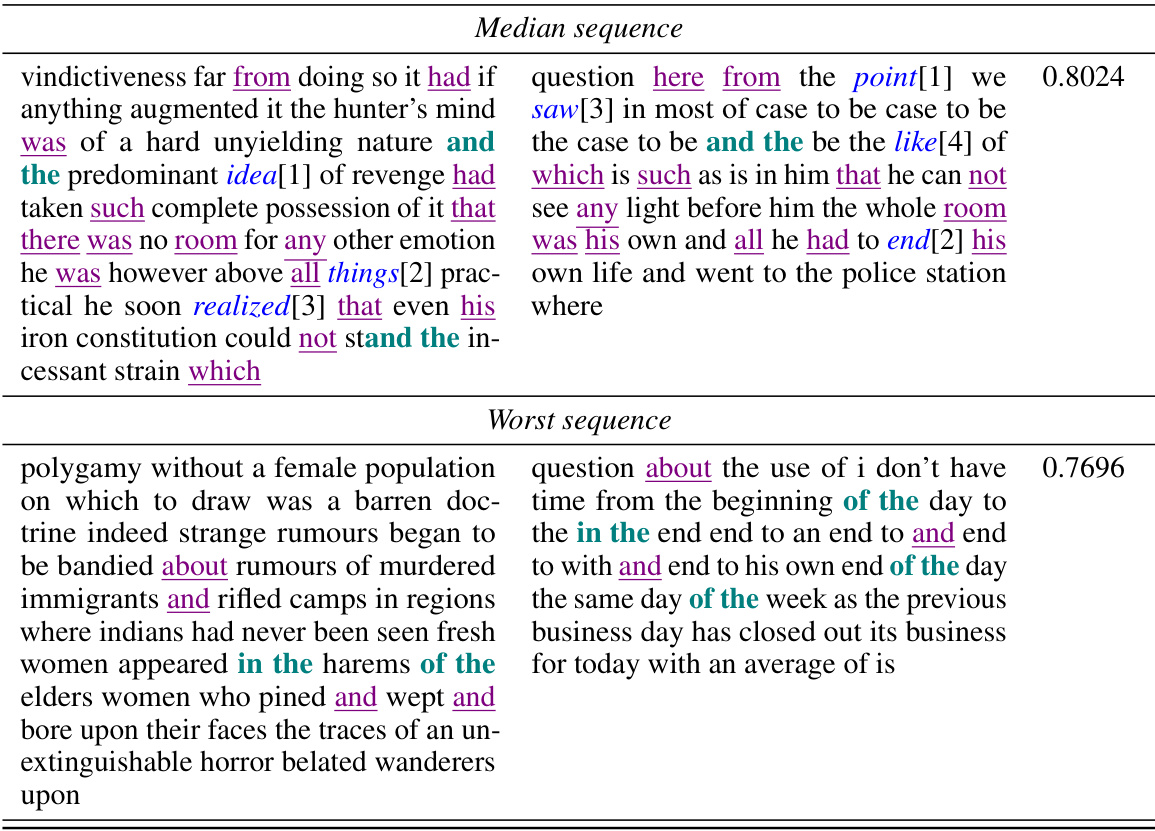 Median sequence
vindictiveness far from doing so it had if
anything augmented it the hunter's mind
was of a hard unyielding nature and
the predominant idea[1] of revenge had
taken such complete possession of it that
there was no room for any other emotion
he was however above all things[2] prac-
tical he soon realized[3] that even his
iron constitution could not stand the in-
cessant strain which
question here from the point[1] we
saw[3] in most of case to be case to be
the case to be and the be the like[4] of
which is such as is in him that he can not
see any light before him the whole room
was his own and all he had to end[2] his
own life and went to the police station
where
0.8024
Worst sequence
polygamy without a female population
on which to draw was a barren doc-
trine indeed strange rumours began to
be bandied about rumours of murdered
immigrants and rifled camps in regions
where indians had never been seen fresh
women appeared in the harems of the
elders women who pined and wept and
bore upon their faces the traces of an un-
extinguishable horror belated wanderers
upon
question about the use of i don't have
time from the beginning of the day to
the in the end end to an end to and end
to with and end to his own end of the day
the same day of the week as the previous
business day has closed out its business
for today with an average of is
0.7696